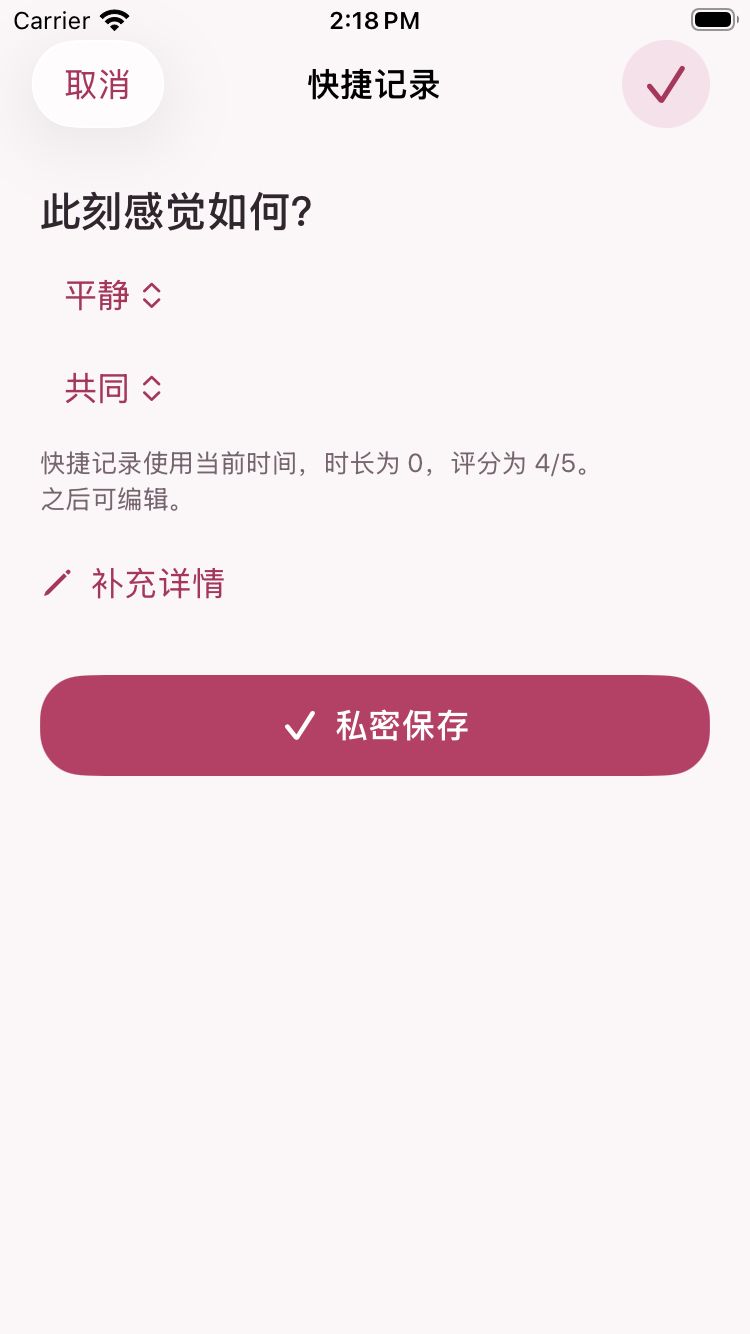 Carrier 2:18 PM
取消 快捷记录
此刻感觉如何?
平静
共同
快捷记录使用当前时间，时长为 0，评分为 4/5。
之后可编辑。
补充详情
私密保存